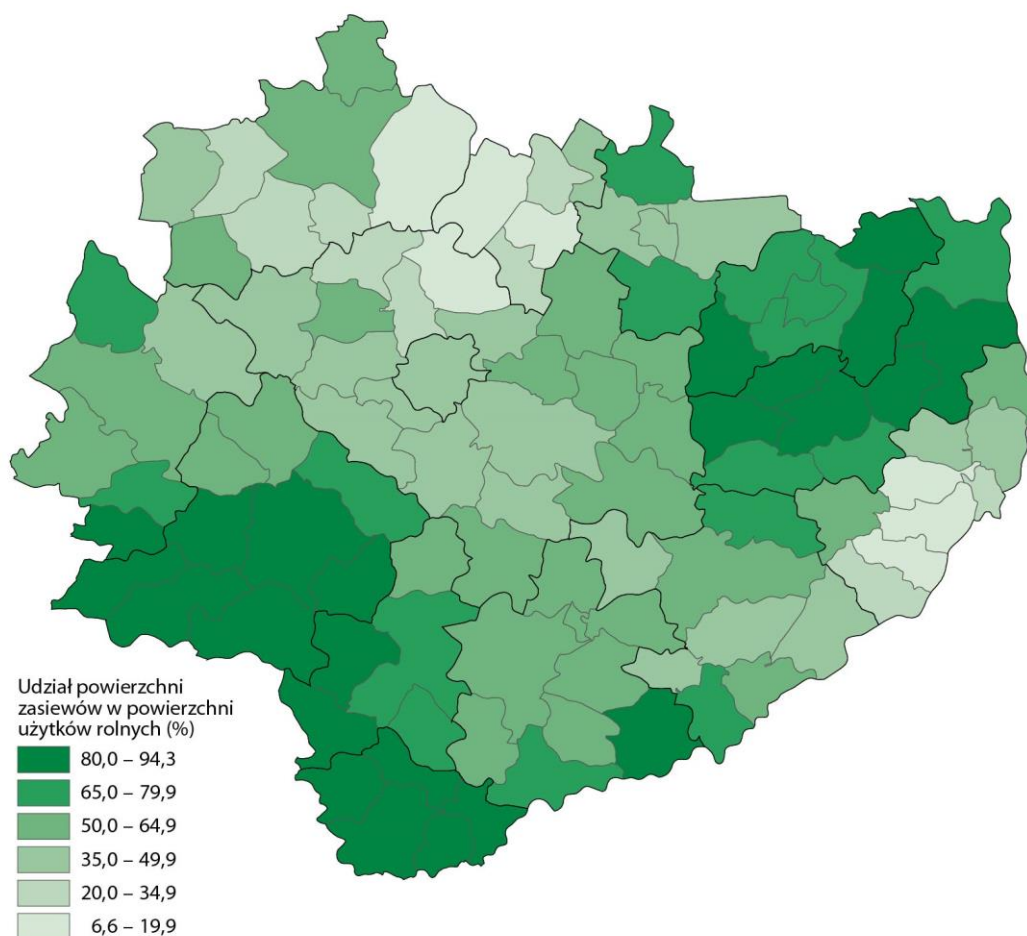 Udział powierzchni
zasiewów w powierzchni
użytków rolnych (%)
80,0 – 94,3
65,0 – 79,9
50,0 – 64,9
35,0 – 49,9
20,0 – 34,9
6,6 – 19,9